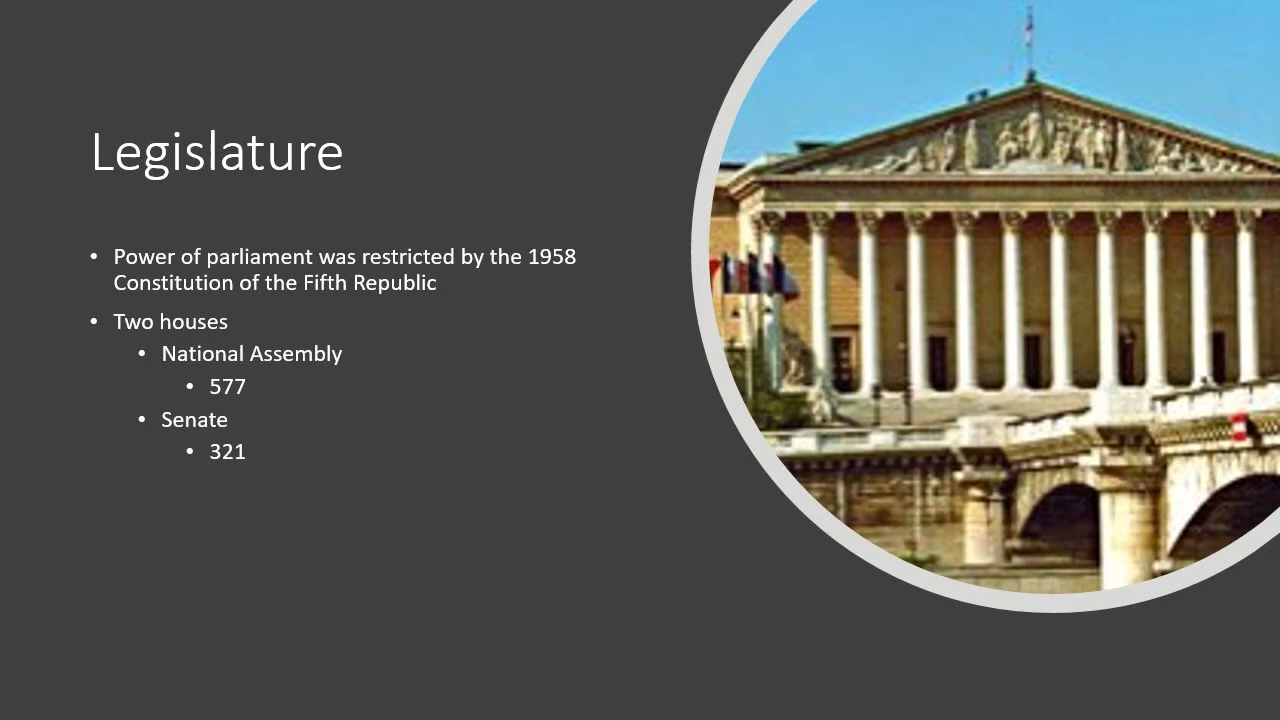 Legislature
• Power of parliament was restricted by the 1958
Constitution of the Fifth Republic
• Two houses
• National Assembly
• 577
• Senate
• 321